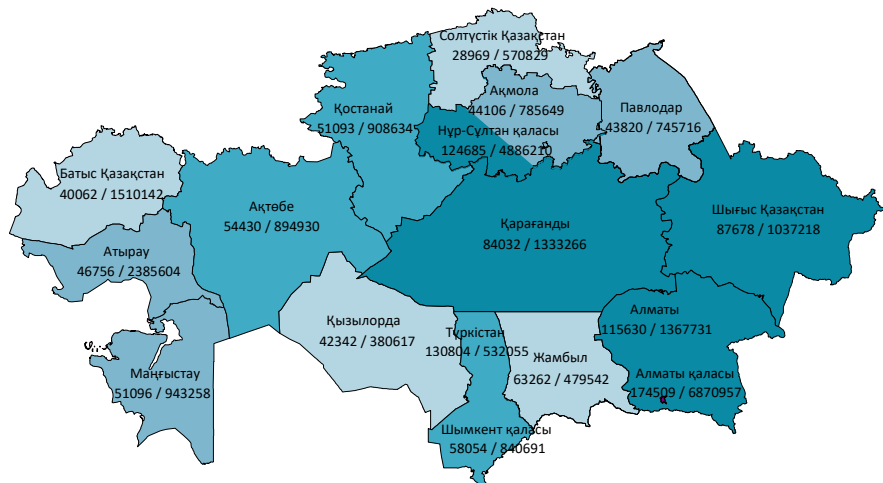 Солтүстік Қазақстан
28969 / 570829
Ақмола
44106 / 785649
Павлодар
43820 / 745716
Қостанай
51093 / 908634
Нұр-Сұлтан қаласы
124685 / 4886210
Батыс Қазақстан
40062 / 1510142
Ақтөбе
54430 / 894930
Қарағанды
84032 / 1333266
Шығыс Қазақстан
87678 / 1037218
Атырау
46756 / 2385604
Қызылорда
42342 / 380617
Түркістан
130804 / 532055
Жамбыл
63262 / 479542
Алматы
115630 / 1367731
Маңғыстау
51096 / 943258
Алматы қаласы
174509 / 6870957
Шымкент қаласы
58054 / 840691